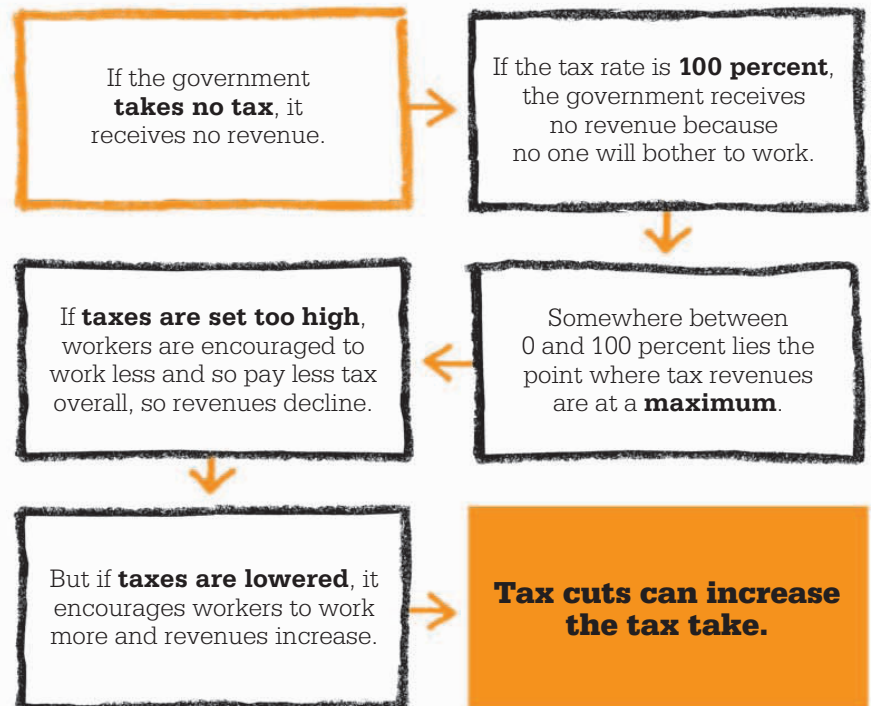 If the government
takes no tax, it
receives no revenue.
If the tax rate is 100 percent,
the government receives
no revenue because
no one will bother to work.
Somewhere between
0 and 100 percent lies the
point where tax revenues
are at a maximum.
If taxes are set too high,
workers are encouraged to
work less and so pay less tax
overall, so revenues decline.
But if taxes are lowered, it
encourages workers to work
more and revenues increase.
Tax cuts can increase
the tax take.